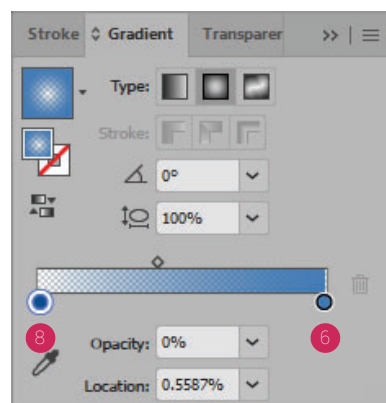 Stroke Gradient Transparer
Type:
Stroke:
0°
100%
8 6
Opacity: 0%
Location: 0.5587%